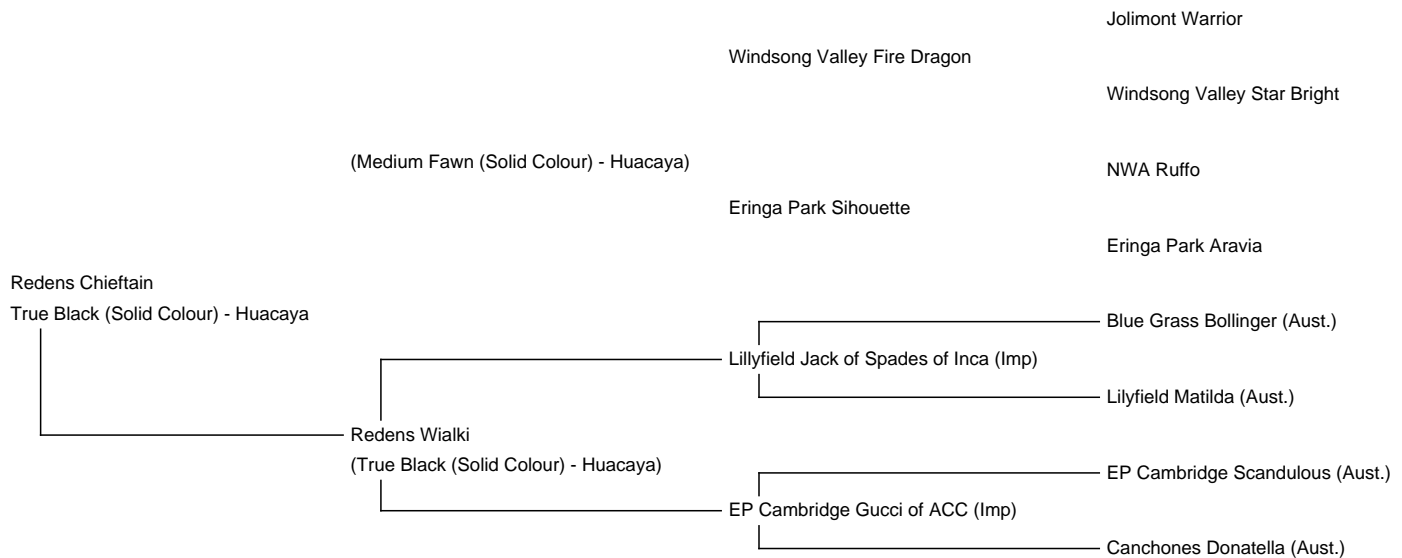 Jolimont Warrior
Windsong Valley Fire Dragon
Windsong Valley Star Bright
(Medium Fawn (Solid Colour) - Huacaya)
NWA Ruffo
Eringa Park Sihouette
Eringa Park Aravia
Redens Chieftain
True Black (Solid Colour) - Huacaya
Blue Grass Bollinger (Aust.)
Lillyfield Jack of Spades of Inca (Imp)
Lilyfield Matilda (Aust.)
Redens Wialki
(True Black (Solid Colour) - Huacaya)
EP Cambridge Scandulous (Aust.)
EP Cambridge Gucci of ACC (Imp)
Canchones Donatella (Aust.)